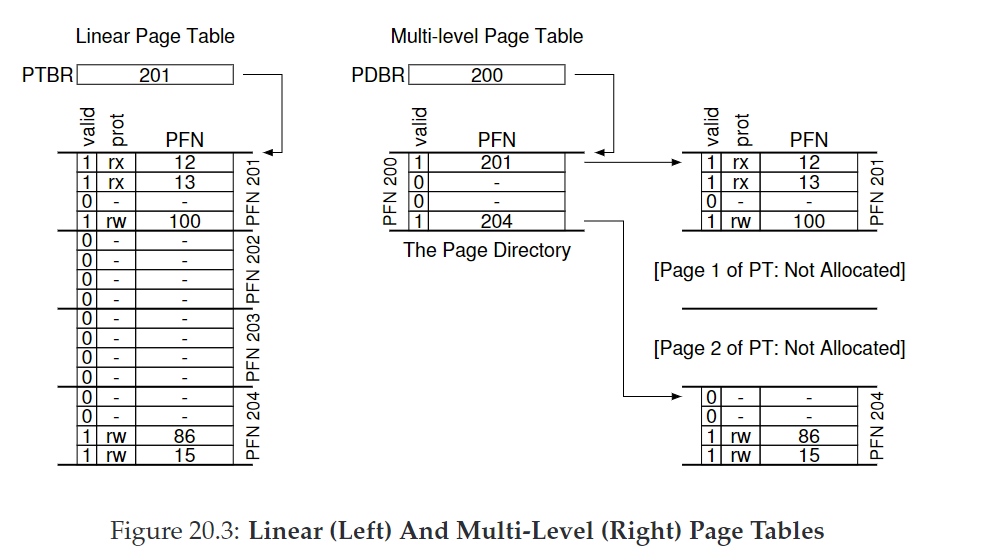 Linear Page Table
PTBR 201
valid prot PFN
1 rx 12
1 rx 13
0 - -
1 rw 100
PFN 201
0 - -
0 - -
0 - -
0 - -
PFN 202
0 - -
0 - -
0 - -
0 - -
PFN 203
0 - -
0 - -
1 rw 86
1 rw 15
PFN 204
Multi-level Page Table
PDBR 200
valid PFN
PFN 200
1 201
0 -
0 -
1 204
The Page Directory
valid prot PFN
1 rx 12
1 rx 13
0 - -
1 rw 100
PFN 201
[Page 1 of PT: Not Allocated]
[Page 2 of PT: Not Allocated]
0 - -
0 - -
1 rw 86
1 rw 15
PFN 204
Figure 20.3: Linear (Left) And Multi-Level (Right) Page Tables